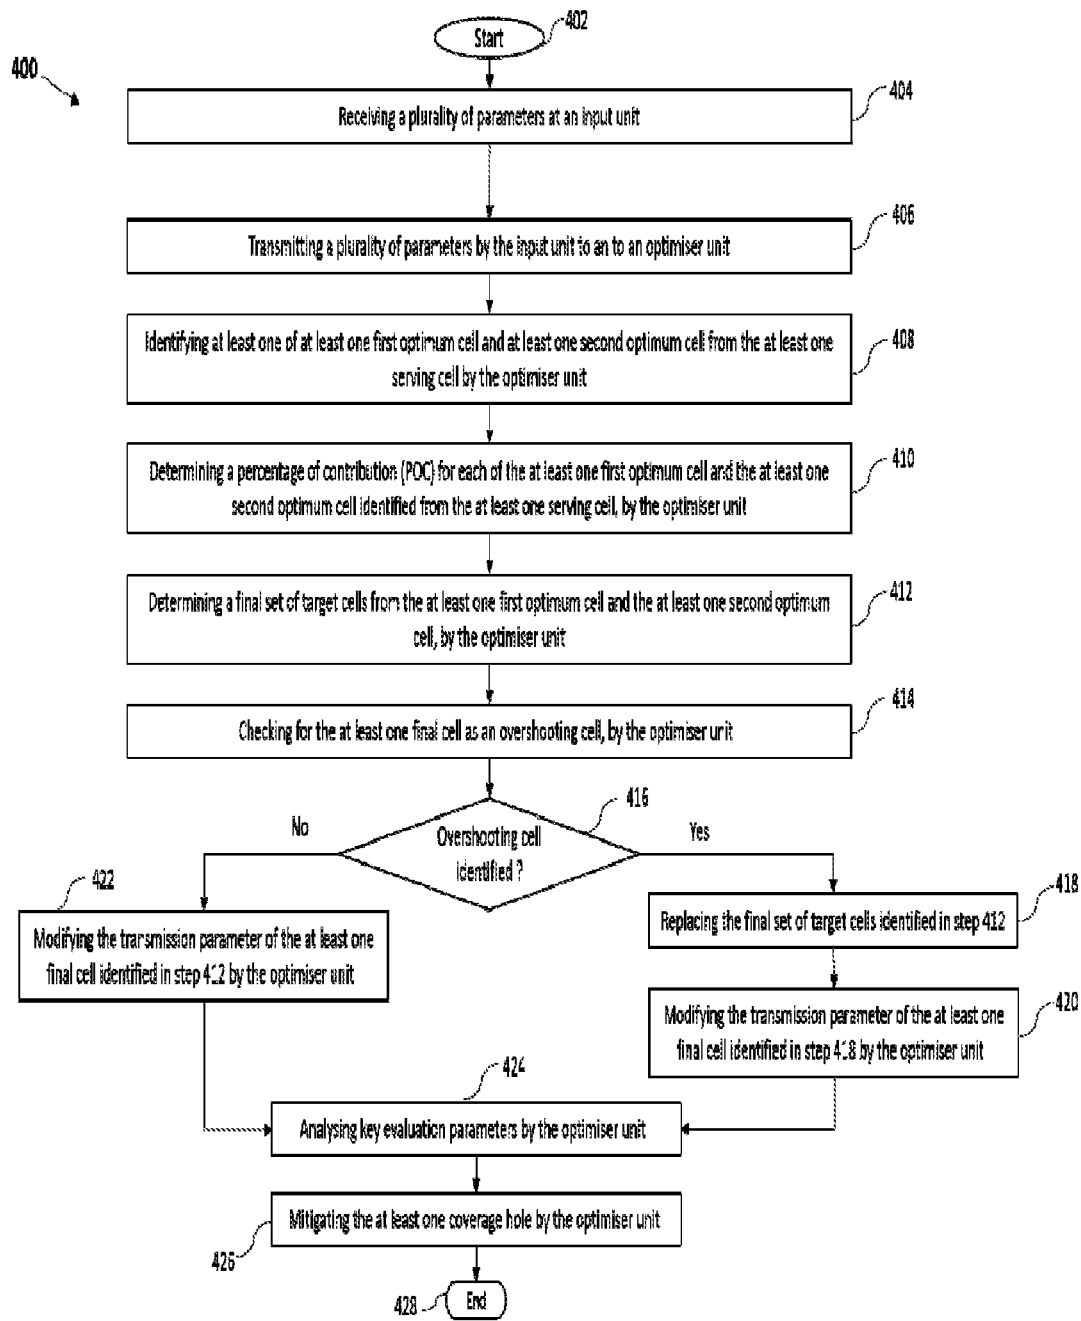 400
Start
402
Receiving a plurality of parameters at an input unit
404
Transmitting a plurality of parameters by the input unit to an to an optimiser unit
406
Identifying at least one of at least one first optimum cell and at least one second optimum cell from the at least one
serving cell by the optimiser unit
408
Determining a percentage of contribution (POC) for each of the at least one first optimum cell and the at least one
second optimum cell identified from the at least one serving cell, by the optimiser unit
410
Determining a final set of target cells from the at least one first optimum cell and the at least one second optimum
cell, by the optimiser unit
412
Checking for the at least one final cell as an overshooting cell, by the optimiser unit
414
Overshooting cell
identified ?
416
No
Yes
422
Modifying the transmission parameter of the at least one
final cell identified in step 412 by the optimiser unit
Replacing the final set of target cells identified in step 412
418
Modifying the transmission parameter of the at least one
final cell identified in step 418 by the optimiser unit
420
424
Analysing key evaluation parameters by the optimiser unit
Mitigating the at least one coverage hole by the optimiser unit
426
End
428